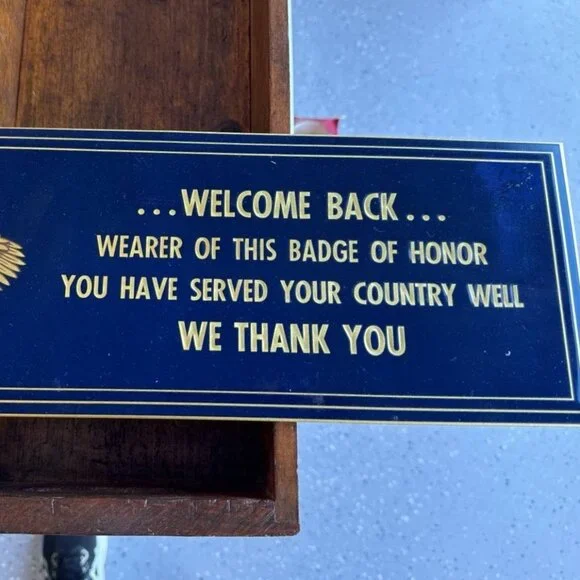 ...WELCOME BACK...
WEARER OF THIS BADGE OF HONOR
YOU HAVE SERVED YOUR COUNTRY WELL
WE THANK YOU